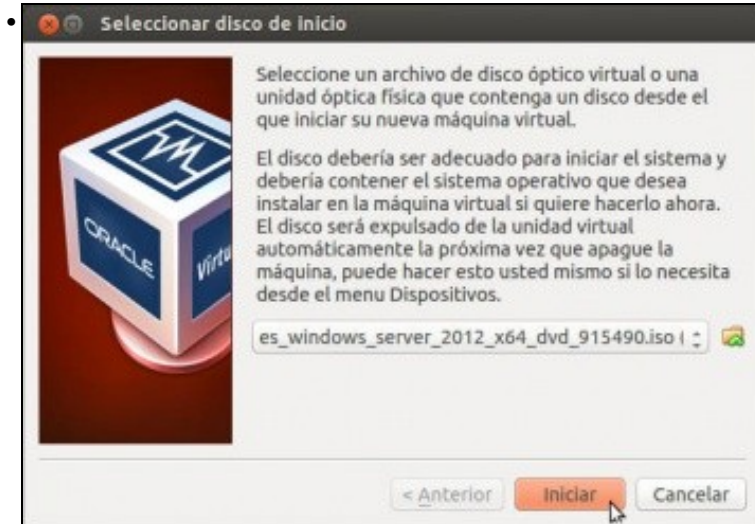 Seleccionar disco de inicio
Seleccione un archivo de disco óptico virtual o una
unidad óptica física que contenga un disco desde el
que iniciar su nueva máquina virtual.
El disco debería ser adecuado para iniciar el sistema y
debería contener el sistema operativo que desea
instalar en la máquina virtual si quiere hacerlo ahora.
El disco será expulsado de la unidad virtual
automáticamente la próxima vez que apague la
máquina, puede hacer esto usted mismo si lo necesita
desde el menu Dispositivos.
ORACLE
Virtu
es_windows_server_2012_x64_dvd_915490.iso (
< Anterior
Iniciar
Cancelar